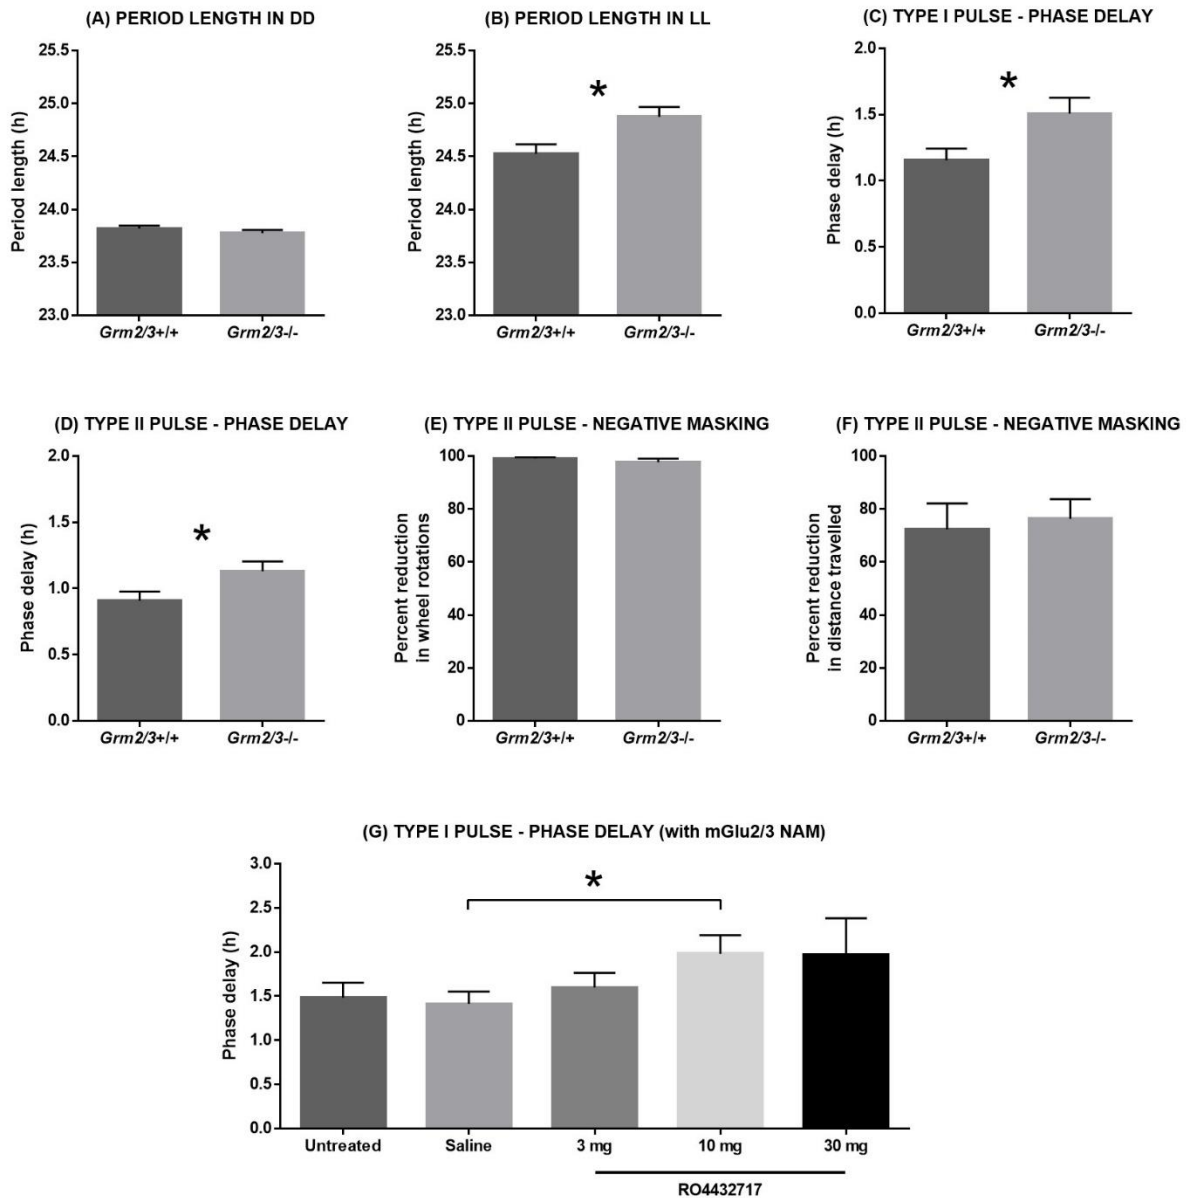 (A) PERIOD LENGTH IN DD
25.5
25.0
24.5
24.0
23.5
23.0
Period length (h)
Grm2/3+/+ Grm2/3-/-
(B) PERIOD LENGTH IN LL
25.5
25.0
24.5
24.0
23.5
23.0
Period length (h)
*
Grm2/3+/+ Grm2/3-/-
(C) TYPE I PULSE - PHASE DELAY
2.0
1.5
1.0
0.5
0.0
Phase delay (h)
*
Grm2/3+/+ Grm2/3-/-
(D) TYPE II PULSE - PHASE DELAY
2.0
1.5
1.0
0.5
0.0
Phase delay (h)
*
Grm2/3+/+ Grm2/3-/-
(E) TYPE II PULSE - NEGATIVE MASKING
100
80
60
40
20
0
Percent reduction
in wheel rotations
Grm2/3+/+ Grm2/3-/-
(F) TYPE II PULSE - NEGATIVE MASKING
100
80
60
40
20
0
Percent reduction
in distance travelled
Grm2/3+/+ Grm2/3-/-
(G) TYPE I PULSE - PHASE DELAY (with mGlu2/3 NAM)
3.0
2.5
2.0
1.5
1.0
0.5
0.0
Phase delay (h)
*
Untreated Saline 3 mg 10 mg 30 mg
RO4432717